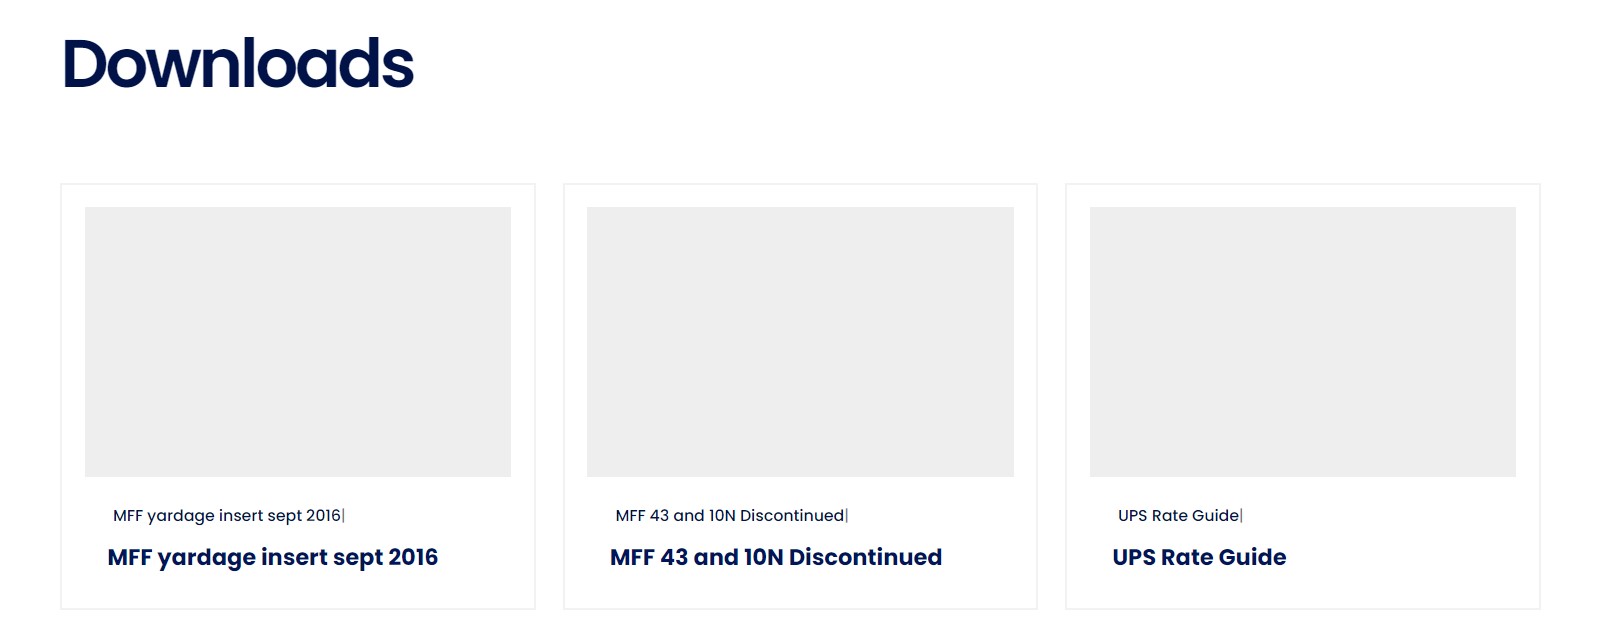 Downloads
MFF yardage insert sept 2016|
MFF yardage insert sept 2016
MFF 43 and 10N Discontinued|
MFF 43 and 10N Discontinued
UPS Rate Guide|
UPS Rate Guide